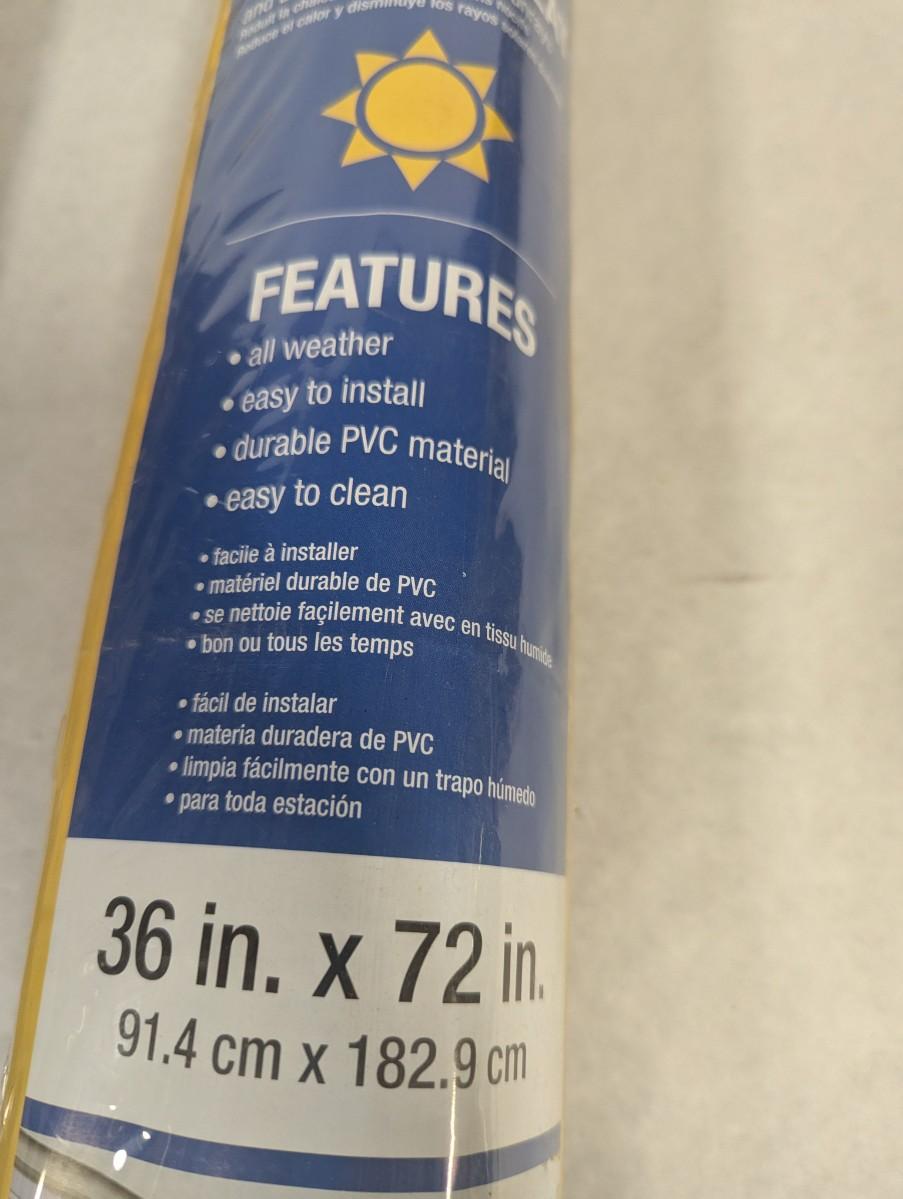 Reduce el calor y disminuye los rayos
FEATURES
• all weather
• easy to install
• durable PVC material
• easy to clean
• facile à installer
• matériel durable de PVC
• se nettoie façilement avec en tissu humide
• bon ou tous les temps
• fácil de instalar
• materia duradera de PVC
• limpia fácilmente con un trapo húmedo
• para toda estación
36 in. x 72 in.
91.4 cm x 182.9 cm